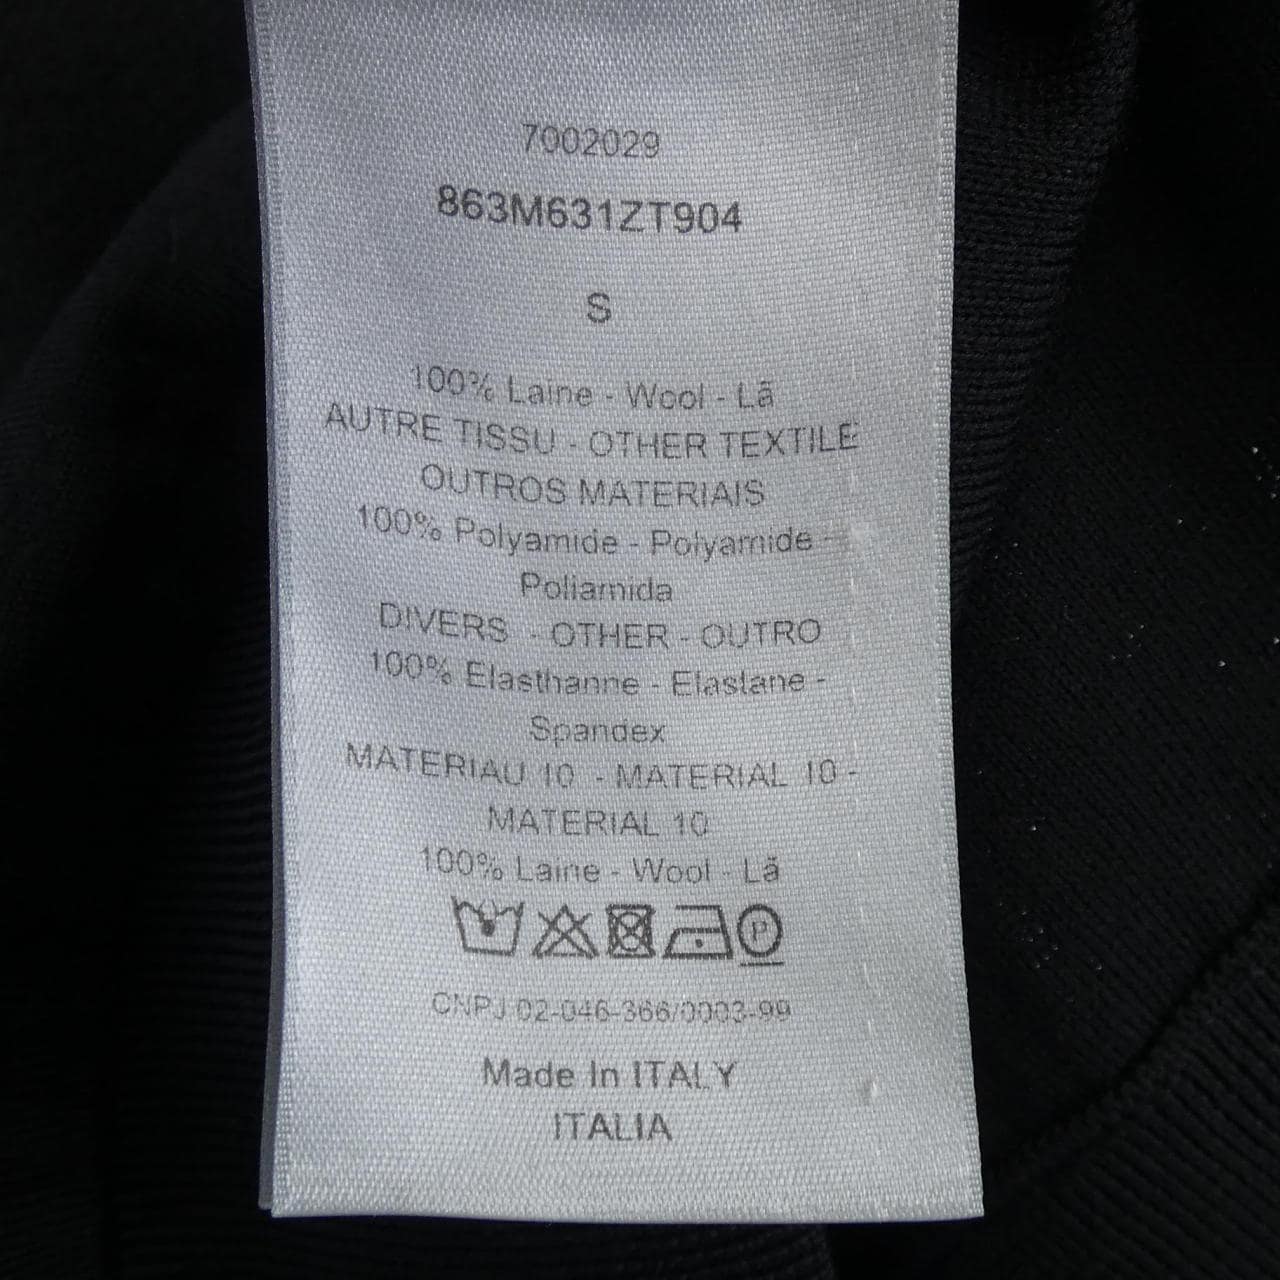 7002029
863M631ZT904
S
100% Laine - Wool - Lã
AUTRE TISSU - OTHER TEXTILE
OUTROS MATERIAIS
100% Polyamide - Polyamide -
Poliamida
DIVERS - OTHER - OUTRO
100% Elasthanne - Elastane -
Spandex
MATERIAU 10 - MATERIAL 10 -
MATERIAL 10
100% Laine - Wool - Lã
P
CNPJ 02-046-366/0003-99
Made In ITALY
ITALIA